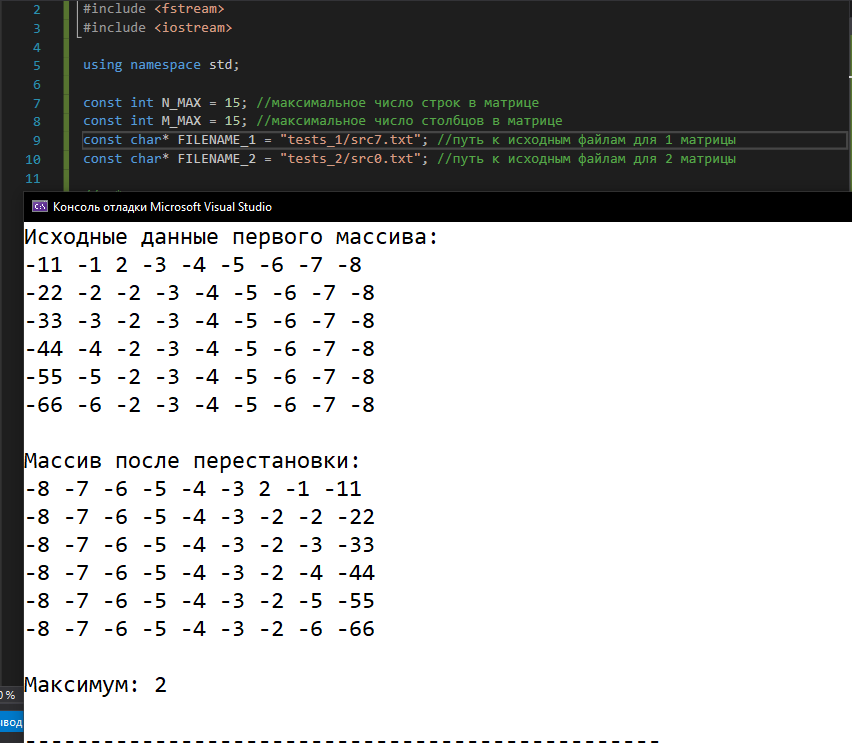 2 #include <fstream>
3 #include <iostream>
4
5 using namespace std;
6
7 const int N_MAX = 15; //максимальное число строк в матрице
8 const int M_MAX = 15; //максимальное число столбцов в матрице
9 const char* FILENAME_1 = "tests_1/src7.txt"; //путь к исходным файлам для 1 матрицы
10 const char* FILENAME_2 = "tests_2/src0.txt"; //путь к исходным файлам для 2 матрицы
11
Консоль отладки Microsoft Visual Studio
Исходные данные первого массива:
-11 -1 2 -3 -4 -5 -6 -7 -8
-22 -2 -2 -3 -4 -5 -6 -7 -8
-33 -3 -2 -3 -4 -5 -6 -7 -8
-44 -4 -2 -3 -4 -5 -6 -7 -8
-55 -5 -2 -3 -4 -5 -6 -7 -8
-66 -6 -2 -3 -4 -5 -6 -7 -8
Массив после перестановки:
-8 -7 -6 -5 -4 -3 2 -1 -11
-8 -7 -6 -5 -4 -3 -2 -2 -22
-8 -7 -6 -5 -4 -3 -2 -3 -33
-8 -7 -6 -5 -4 -3 -2 -4 -44
-8 -7 -6 -5 -4 -3 -2 -5 -55
-8 -7 -6 -5 -4 -3 -2 -6 -66
Максимум: 2
-------------------------------------------------